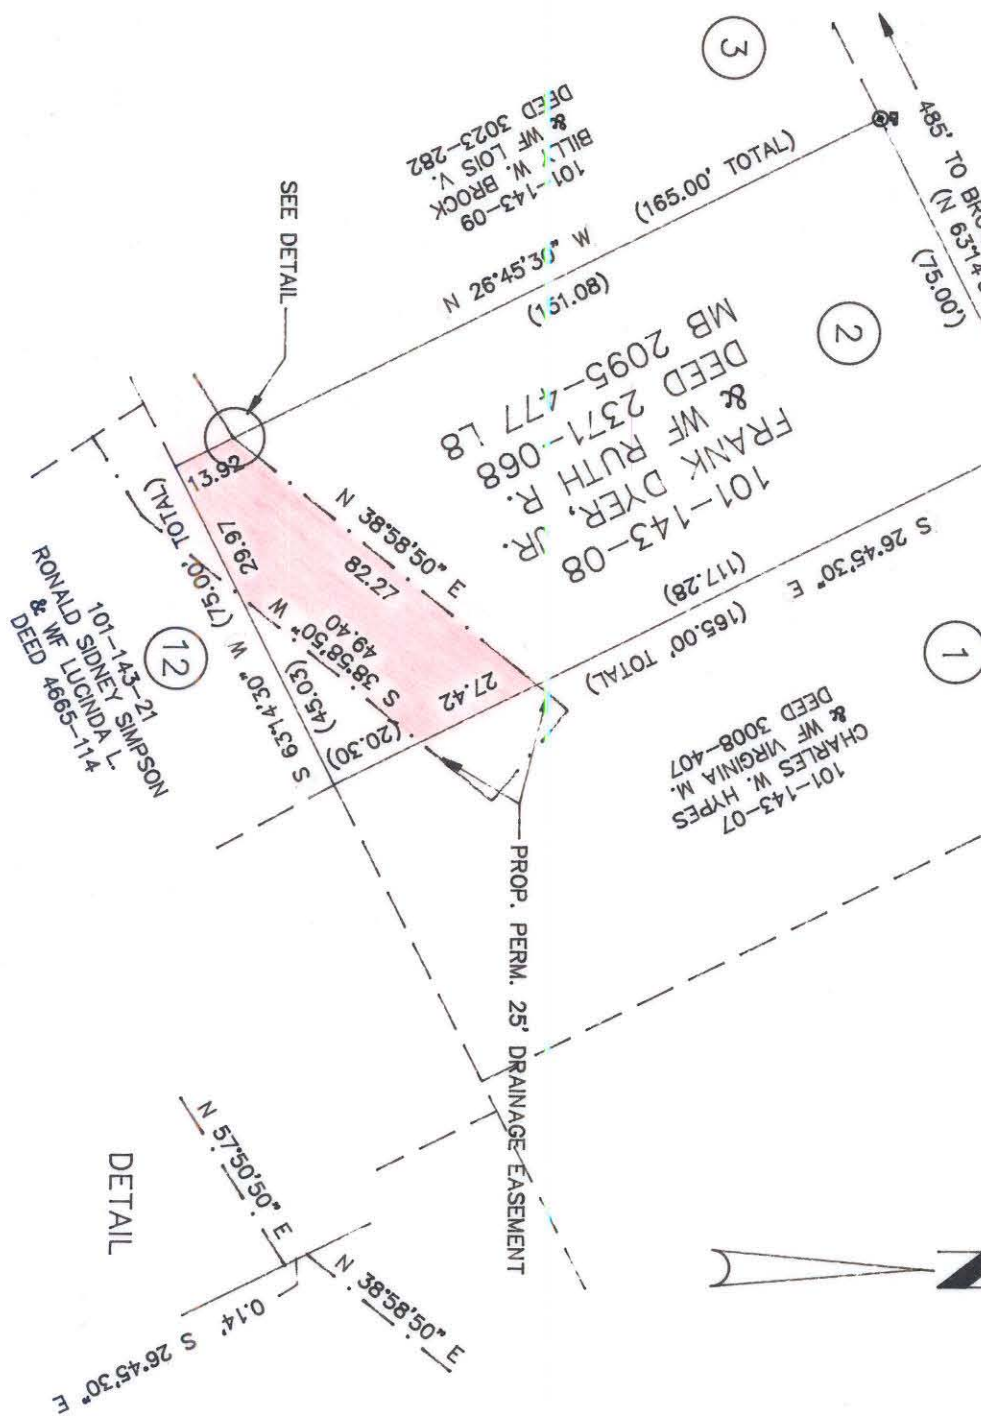 485' TO BRO
(N 63°14'3
(75.00')
3
101-143-09
BILLY W. BROCK
& WF LOIS V.
DEED 3023-282
(165.00' TOTAL)
N 26°45'30" W
(151.08)
2
101-143-08
FRANK DYER, JR.
& WF RUTH R.
DEED 2371-068
MB 2095-477 L8
S 26°45'30" E
(117.28)
(165.00' TOTAL)
1
101-143-07
CHARLES W. HYPES
& WF VIRGINIA M.
DEED 3008-407
SEE DETAIL
13.92
N 38°58'50" E
82.27
27.42
29.97
S 38°58'50" W
49.40
(20.30)
(45.03)
S 63°14'30" W
(75.00' TOTAL)
12
101-143-21
RONALD SIDNEY SIMPSON
& WF LUCINDA L.
DEED 4665-114
PROP. PERM. 25' DRAINAGE EASEMENT
N 57°50'50" E
N 38°58'50" E
0.14'
S 26°45'30" E
DETAIL